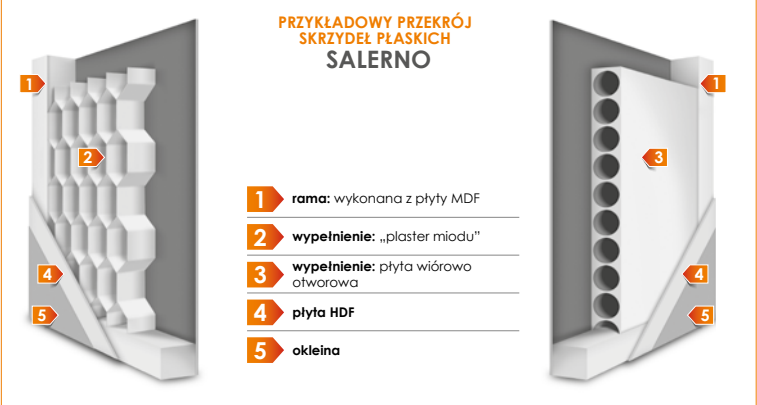 PRZYKŁADOWY PRZEKRÓJ
SKRZYDEŁ PŁASKICH
SALERNO
1
2
4
5
1 rama: wykonana z płyty MDF
2 wypełnienie: „plaster miodu”
3 wypełnienie: płyta wiórowo
otworowa
4 płyta HDF
5 okleina
1
3
4
5